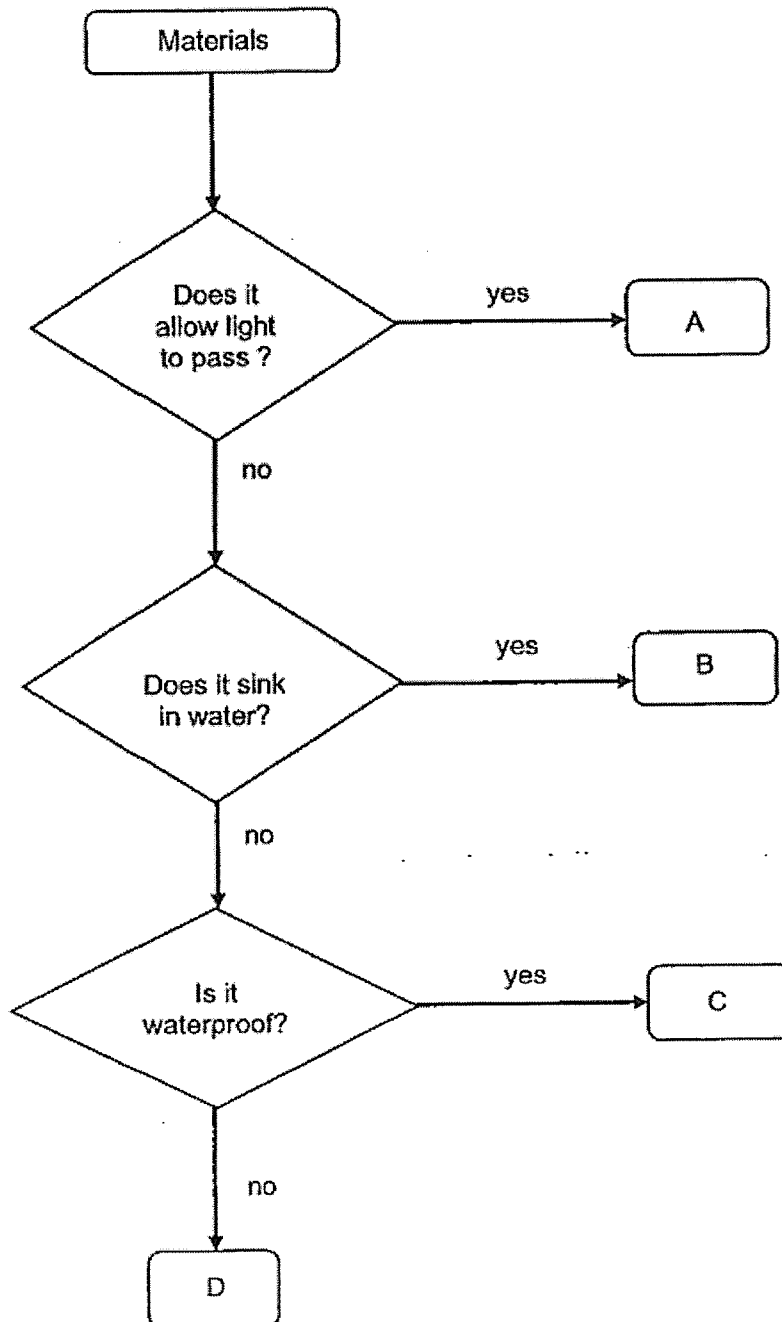 Materials
Does it
allow light
to pass ?
yes
A
no
Does it sink
in water?
yes
B
no
Is it
waterproof?
yes
C
no
D